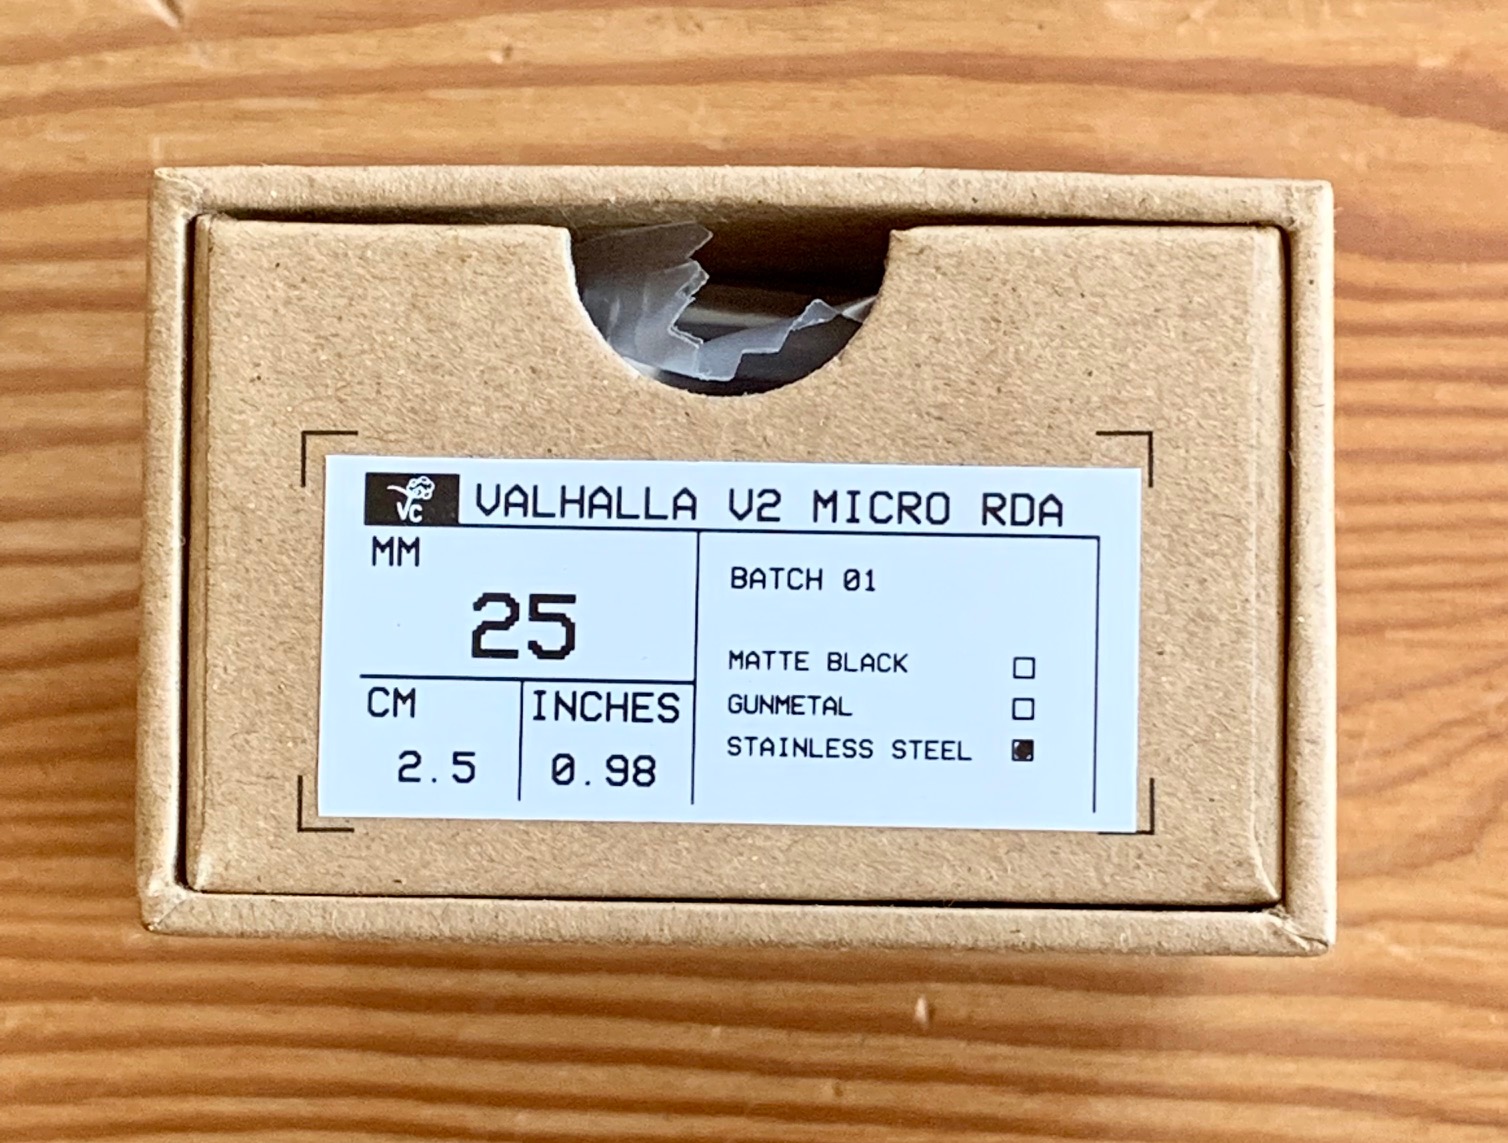 VC
VALHALLA V2 MICRO RDA
MM
25
CM
2.5
INCHES
0.98
BATCH 01
MATTE BLACK
GUNMETAL
STAINLESS STEEL